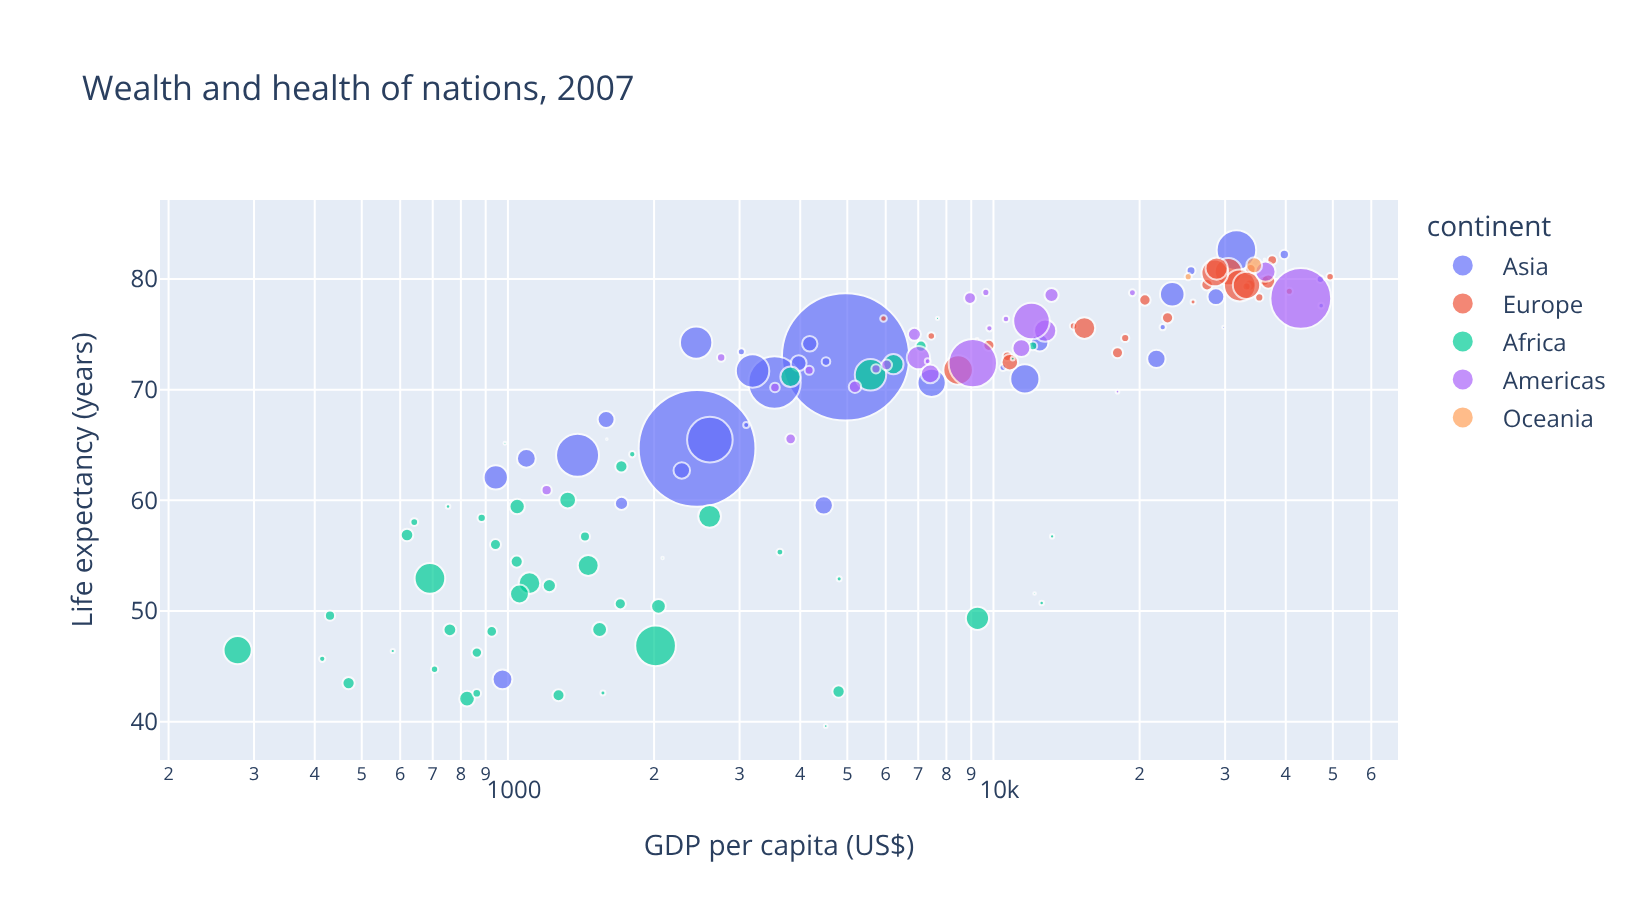 Wealth and health of nations, 2007
continent
Asia
Europe
Africa
Americas
Oceania
Life expectancy (years)
80
70
60
50
40
2 3 4 5 6 7 8 9 1000 2 3 4 5 6 7 8 9 10k 2 3 4 5 6
GDP per capita (US$)